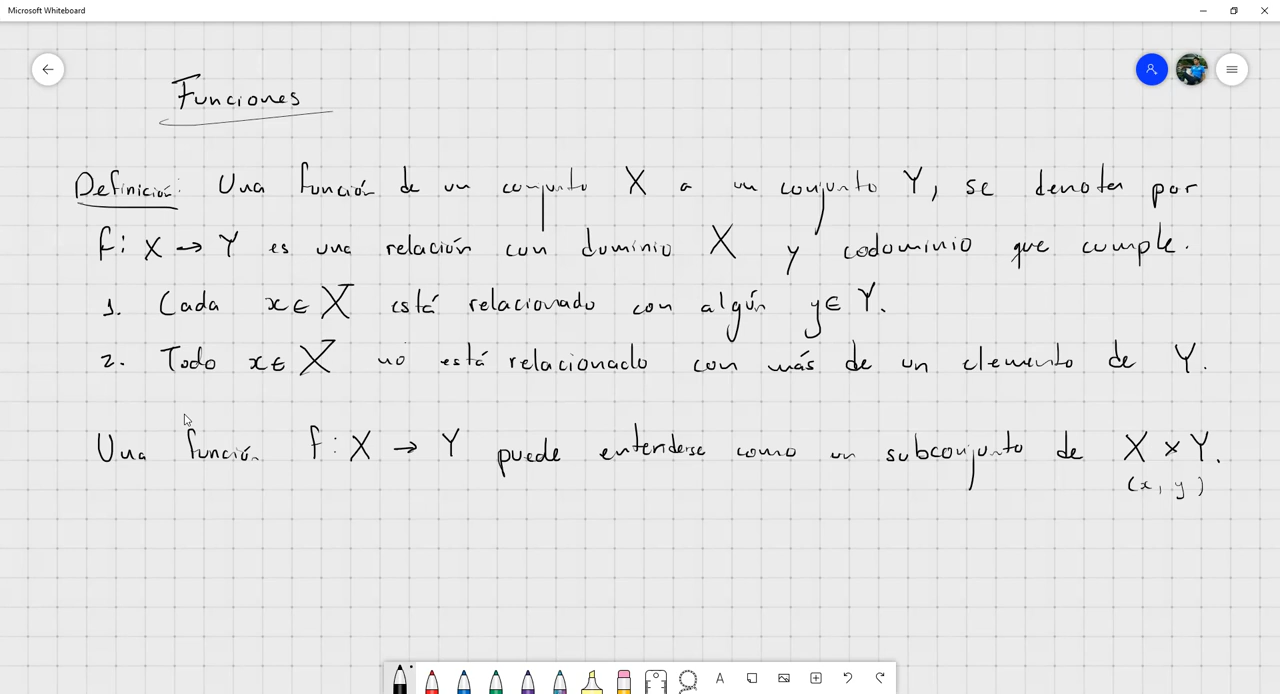 Microsoft Whiteboard
Funciones
Definición: Una función de un conjunto X a un conjunto Y, se denota por
f: X → Y es una relación con dominio X y codominio que cumple.
1. Cada x ∈ X está relacionado con algún y ∈ Y.
2. Todo x ∈ X no está relacionado con más de un elemento de Y.
Una función f: X → Y puede entenderse como un subconjunto de X × Y.
(x, y)
A